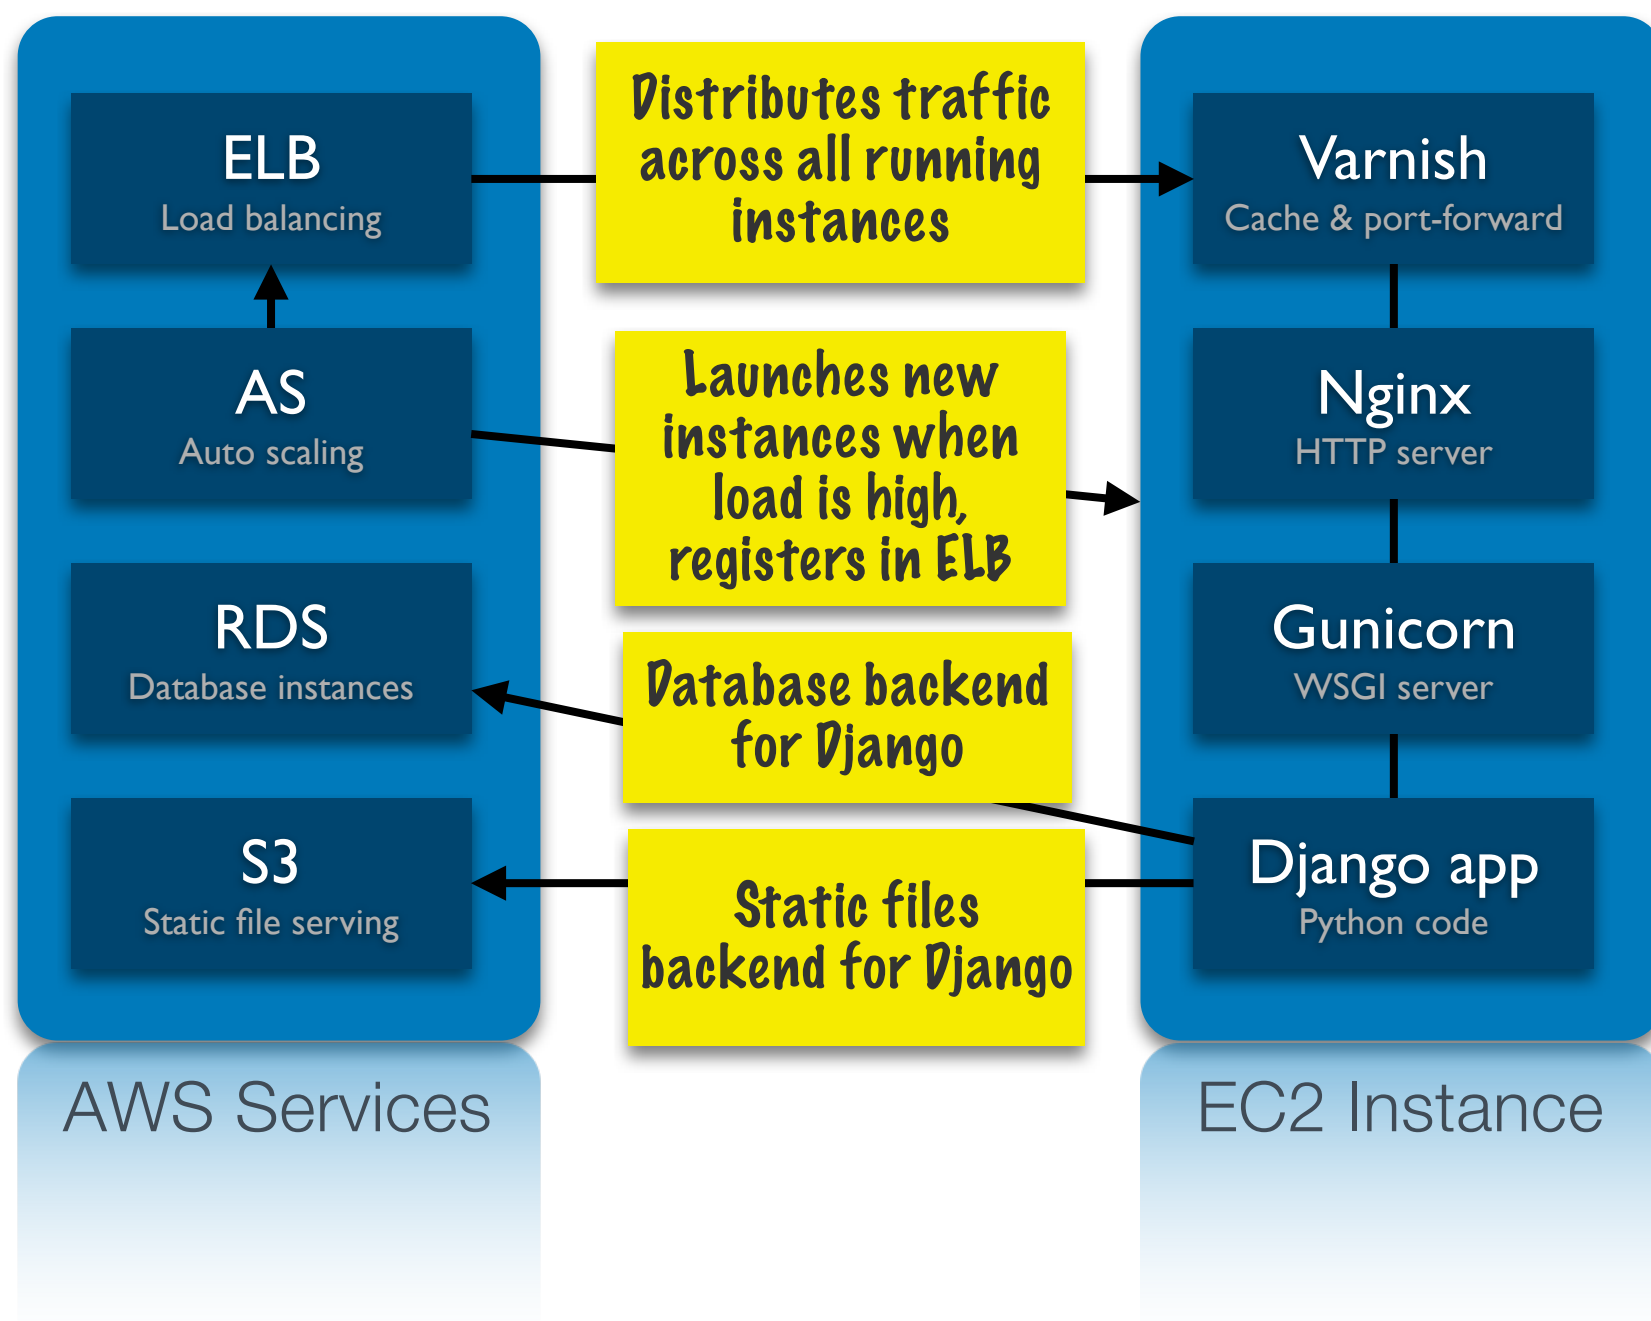 ELB
Load balancing
AS
Auto scaling
RDS
Database instances
S3
Static file serving
AWS Services
Distributes traffic
across all running
instances
Launches new
instances when
load is high,
registers in ELB
Database backend
for Django
Static files
backend for Django
Varnish
Cache & port-forward
Nginx
HTTP server
Gunicorn
WSGI server
Django app
Python code
EC2 Instance